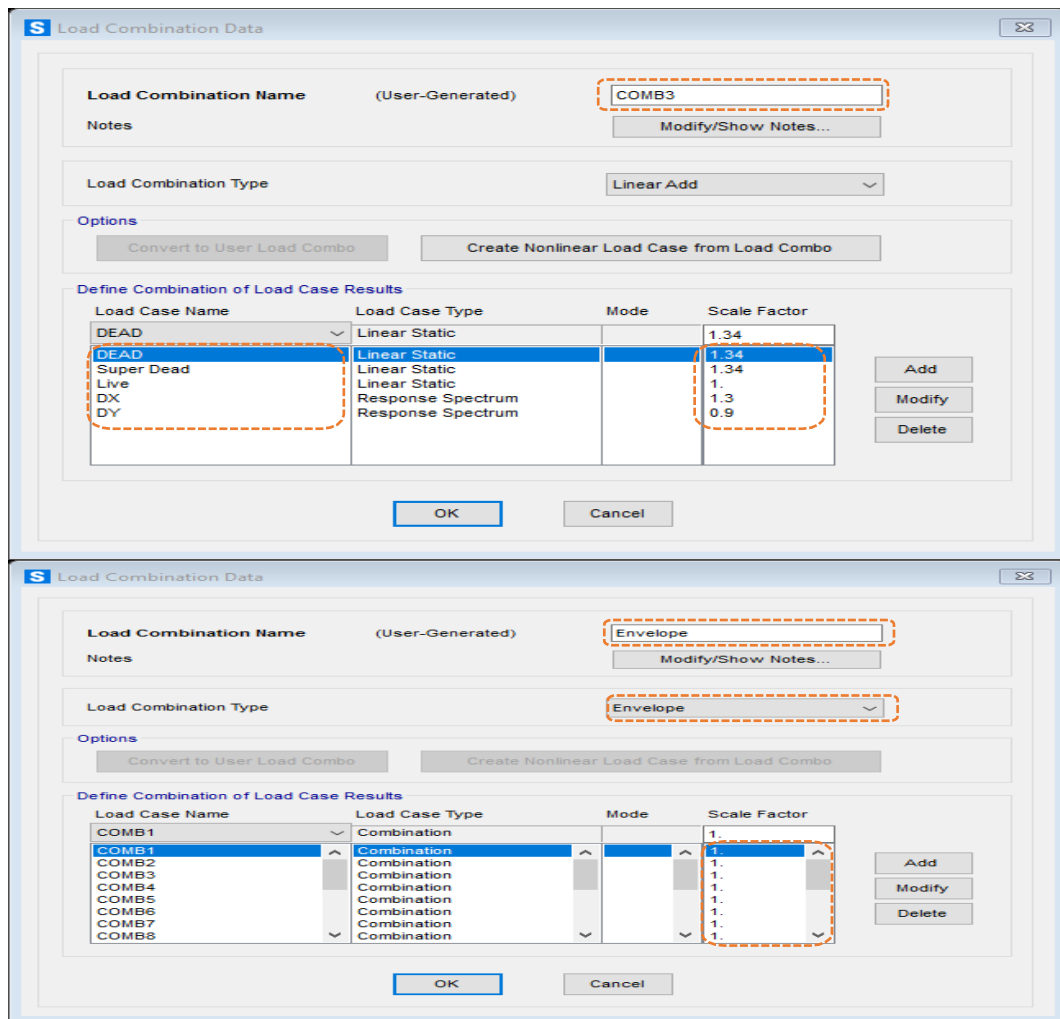 S Load Combination Data
Load Combination Name (User-Generated) COMB3
Notes Modify/Show Notes...
Load Combination Type Linear Add
Options
Convert to User Load Combo Create Nonlinear Load Case from Load Combo
Define Combination of Load Case Results
Load Case Name Load Case Type Mode Scale Factor
DEAD Linear Static 1.34
DEAD Linear Static 1.34
Super Dead Linear Static 1.34
Live Linear Static 1.
DX Response Spectrum 1.3
DY Response Spectrum 0.9
Add
Modify
Delete
OK Cancel
S Load Combination Data
Load Combination Name (User-Generated) Envelope
Notes Modify/Show Notes...
Load Combination Type Envelope
Options
Convert to User Load Combo Create Nonlinear Load Case from Load Combo
Define Combination of Load Case Results
Load Case Name Load Case Type Mode Scale Factor
COMB1 Combination 1.
COMB1 Combination 1.
COMB2 Combination 1.
COMB3 Combination 1.
COMB4 Combination 1.
COMB5 Combination 1.
COMB6 Combination 1.
COMB7 Combination 1.
COMB8 Combination 1.
Add
Modify
Delete
OK Cancel